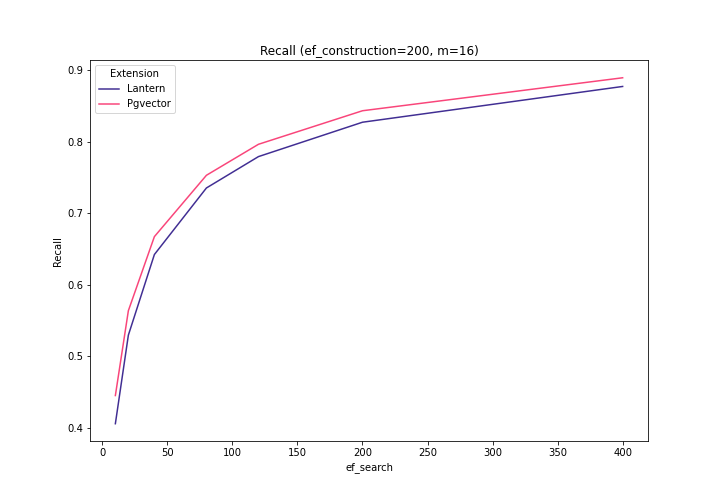 Recall (ef_construction=200, m=16)
Extension
Lantern
Pgvector
Recall
0.9
0.8
0.7
0.6
0.5
0.4
0 50 100 150 200 250 300 350 400
ef_search